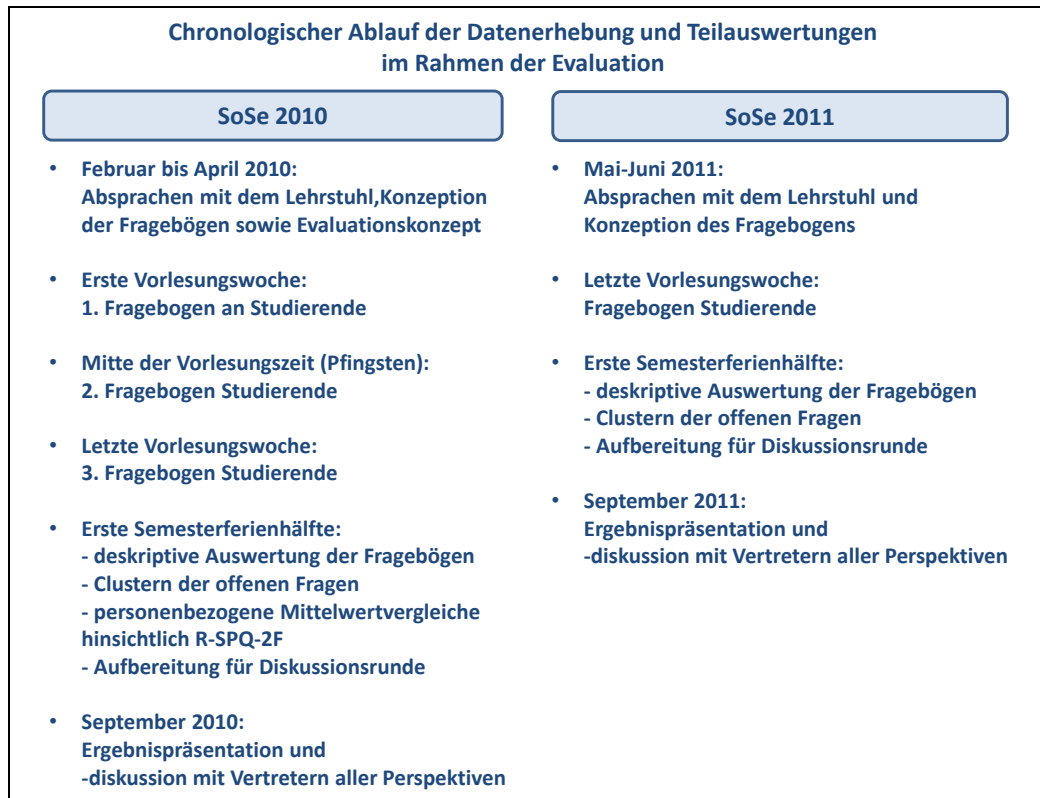 Chronologischer Ablauf der Datenerhebung und Teilauswertungen
im Rahmen der Evaluation
SoSe 2010
• Februar bis April 2010:
Absprachen mit dem Lehrstuhl,Konzeption
der Fragebögen sowie Evaluationskonzept
• Erste Vorlesungswoche:
1. Fragebogen an Studierende
• Mitte der Vorlesungszeit (Pfingsten):
2. Fragebogen Studierende
• Letzte Vorlesungswoche:
3. Fragebogen Studierende
• Erste Semesterferienhälfte:
- deskriptive Auswertung der Fragebögen
- Clustern der offenen Fragen
- personenbezogene Mittelwertvergleiche
hinsichtlich R-SPQ-2F
- Aufbereitung für Diskussionsrunde
• September 2010:
Ergebnispräsentation und
-diskussion mit Vertretern aller Perspektiven
SoSe 2011
• Mai-Juni 2011:
Absprachen mit dem Lehrstuhl und
Konzeption des Fragebogens
• Letzte Vorlesungswoche:
Fragebogen Studierende
• Erste Semesterferienhälfte:
- deskriptive Auswertung der Fragebögen
- Clustern der offenen Fragen
- Aufbereitung für Diskussionsrunde
• September 2011:
Ergebnispräsentation und
-diskussion mit Vertretern aller Perspektiven